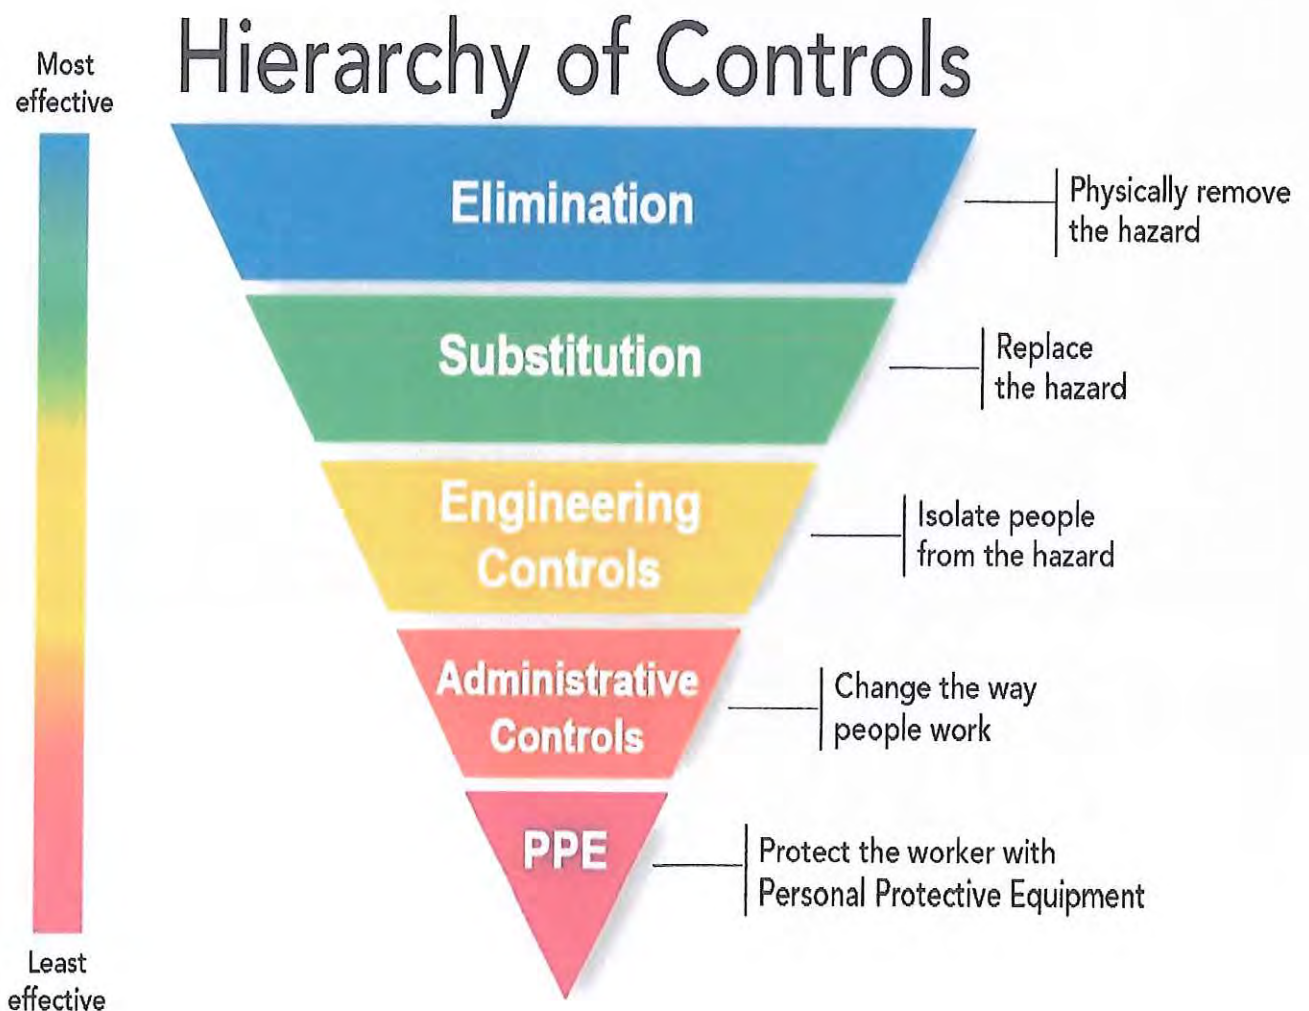 Hierarchy of Controls
Most
effective
Elimination
Physically remove
the hazard
Substitution
Replace
the hazard
Engineering
Controls
Isolate people
from the hazard
Administrative
Controls
Change the way
people work
PPE
Protect the worker with
Personal Protective Equipment
Least
effective